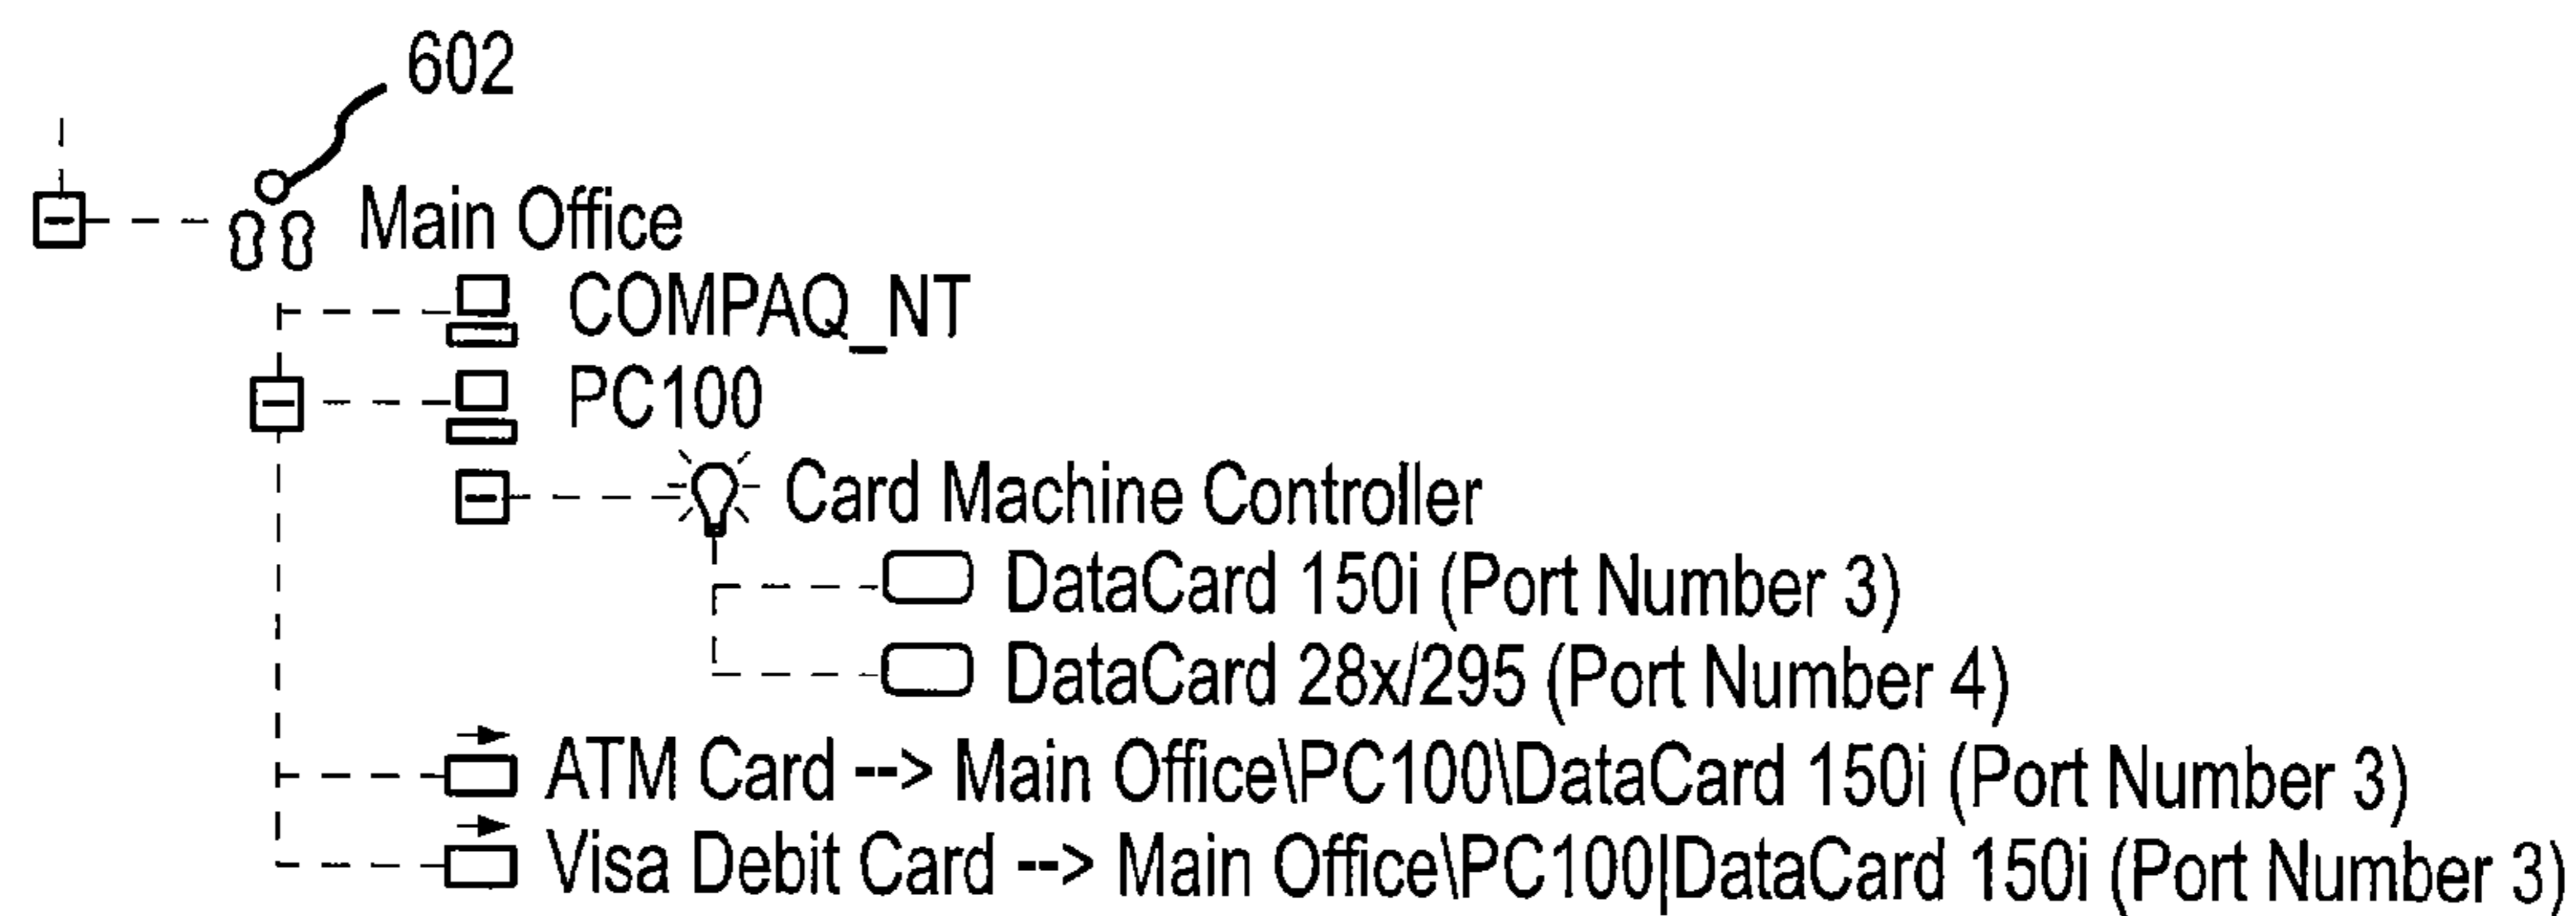 602
Main Office
COMPAQ_NT
PC100
Card Machine Controller
DataCard 150i (Port Number 3)
DataCard 28x/295 (Port Number 4)
ATM Card --> Main Office\PC100\DataCard 150i (Port Number 3)
Visa Debit Card --> Main Office\PC100|DataCard 150i (Port Number 3)